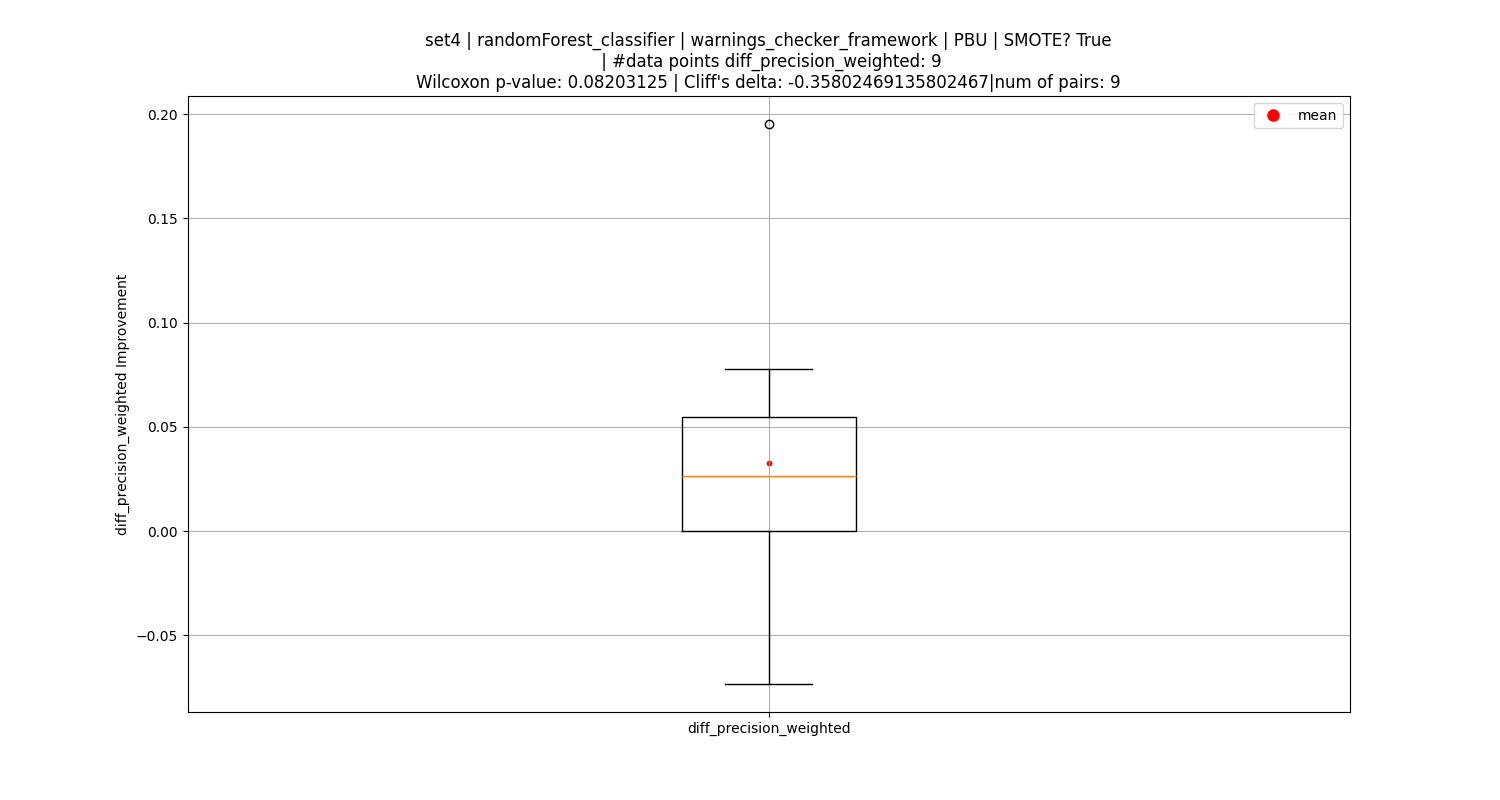 set4 | randomForest_classifier | warnings_checker_framework | PBU | SMOTE? True
| #data points diff_precision_weighted: 9
Wilcoxon p-value: 0.08203125 | Cliff's delta: -0.35802469135802467|num of pairs: 9
mean
0.20
0.15
0.10
0.05
0.00
−0.05
diff_precision_weighted Improvement
diff_precision_weighted